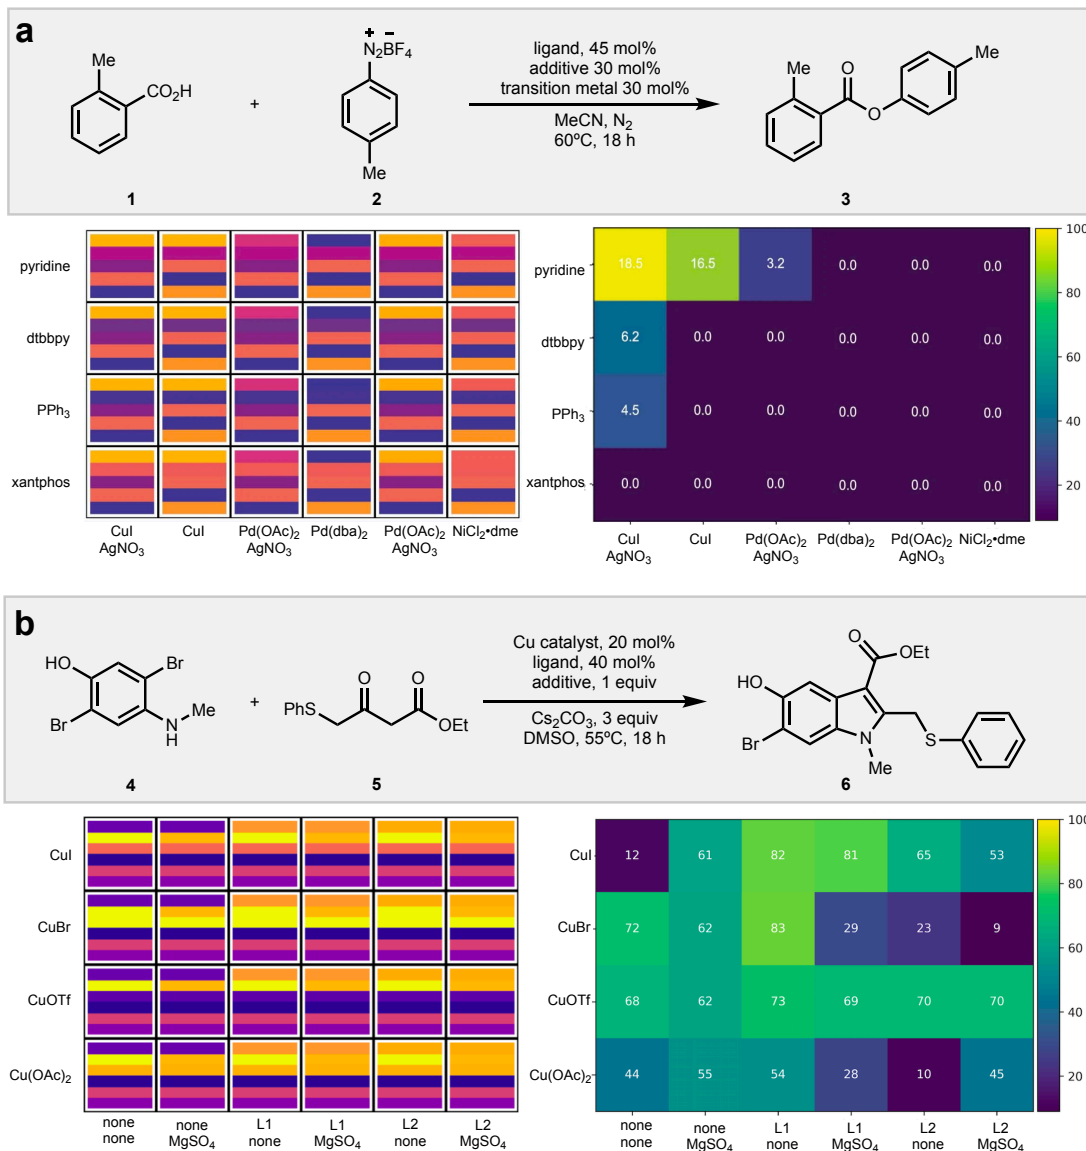 a
Me
CO2H
1
+
+ −
N2BF4
Me
2
ligand, 45 mol%
additive 30 mol%
transition metal 30 mol%
MeCN, N2
60ºC, 18 h
Me
O
O
Me
3
pyridine
dtbbpy
PPh3
xantphos
CuI
AgNO3
CuI
Pd(OAc)2
AgNO3
Pd(dba)2
Pd(OAc)2
AgNO3
NiCl2•dme
pyridine
dtbbpy
PPh3
xantphos
18.5 16.5 3.2 0.0 0.0 0.0
6.2 0.0 0.0 0.0 0.0 0.0
4.5 0.0 0.0 0.0 0.0 0.0
0.0 0.0 0.0 0.0 0.0 0.0
CuI
AgNO3
CuI
Pd(OAc)2
AgNO3
Pd(dba)2
Pd(OAc)2
AgNO3
NiCl2•dme
100
80
60
40
20
b
HO
Br
Br
N
H
Me
4
+
PhS
O
O
OEt
5
Cu catalyst, 20 mol%
ligand, 40 mol%
additive, 1 equiv
Cs2CO3, 3 equiv
DMSO, 55ºC, 18 h
O
OEt
HO
Br
N
Me
S
6
CuI
CuBr
CuOTf
Cu(OAc)2
none
none
none
MgSO4
L1
none
L1
MgSO4
L2
none
L2
MgSO4
CuI
CuBr
CuOTf
Cu(OAc)2
12 61 82 81 65 53
72 62 83 29 23 9
68 62 73 69 70 70
44 55 54 28 10 45
none
none
none
MgSO4
L1
none
L1
MgSO4
L2
none
L2
MgSO4
100
80
60
40
20